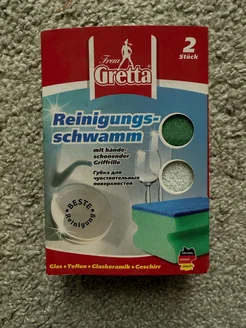 Frau
Gretta
2
Stück
Reinigungs-
schwamm
mit hände-
schonender
Griffrille
Губка для
чувствительных
поверхностей
BESTE
Reinigung
Glas • Teflon • Glaskeramik • Geschirr